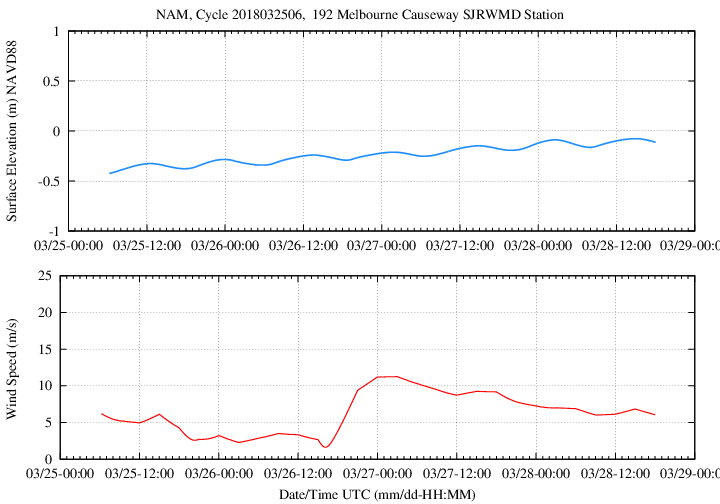 NAM, Cycle 2018032506,  192 Melbourne Causeway SJRWMD Station
Surface Elevation (m) NAVD88
1
0.5
0
-0.5
-1
03/25-00:00 03/25-12:00 03/26-00:00 03/26-12:00 03/27-00:00 03/27-12:00 03/28-00:00 03/28-12:00 03/29-00:00
Wind Speed (m/s)
25
20
15
10
5
0
03/25-00:00 03/25-12:00 03/26-00:00 03/26-12:00 03/27-00:00 03/27-12:00 03/28-00:00 03/28-12:00 03/29-00:00
Date/Time UTC (mm/dd-HH:MM)